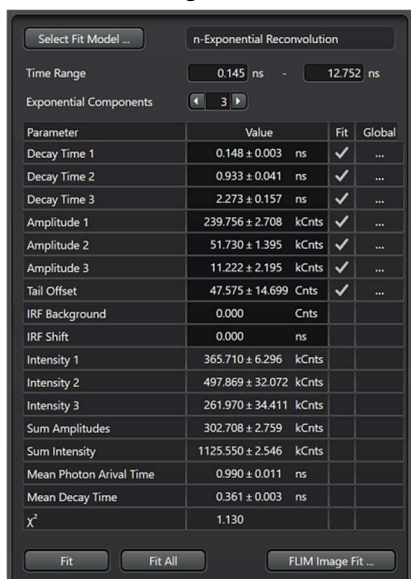 Select Fit Model ... n-Exponential Reconvolution
Time Range 0.145 ns - 12.752 ns
Exponential Components 3
Parameter Value Fit Global
Decay Time 1 0.148 ± 0.003 ns ✓ ...
Decay Time 2 0.933 ± 0.041 ns ✓ ...
Decay Time 3 2.273 ± 0.157 ns ✓ ...
Amplitude 1 239.756 ± 2.708 kCnts ✓ ...
Amplitude 2 51.730 ± 1.395 kCnts ✓ ...
Amplitude 3 11.222 ± 2.195 kCnts ✓ ...
Tail Offset 47.575 ± 14.699 Cnts ✓ ...
IRF Background 0.000 Cnts
IRF Shift 0.000 ns
Intensity 1 365.710 ± 6.296 kCnts
Intensity 2 497.869 ± 32.072 kCnts
Intensity 3 261.970 ± 34.411 kCnts
Sum Amplitudes 302.708 ± 2.759 kCnts
Sum Intensity 1125.550 ± 2.546 kCnts
Mean Photon Arival Time 0.990 ± 0.011 ns
Mean Decay Time 0.361 ± 0.003 ns
χ² 1.130
Fit Fit All FLIM Image Fit ...